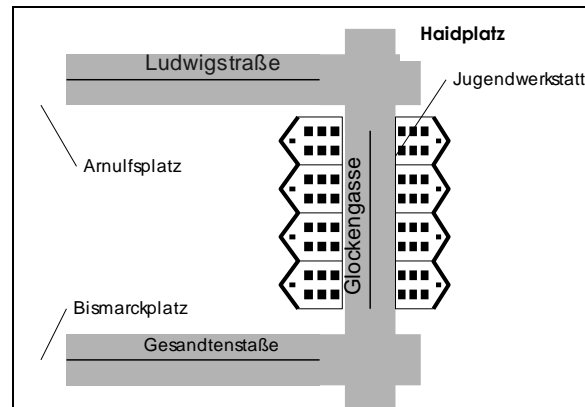 Haidplatz
Ludwigstraße
Jugendwerkstatt
Arnulfsplatz
Glockengasse
Bismarckplatz
Gesandtenstaße